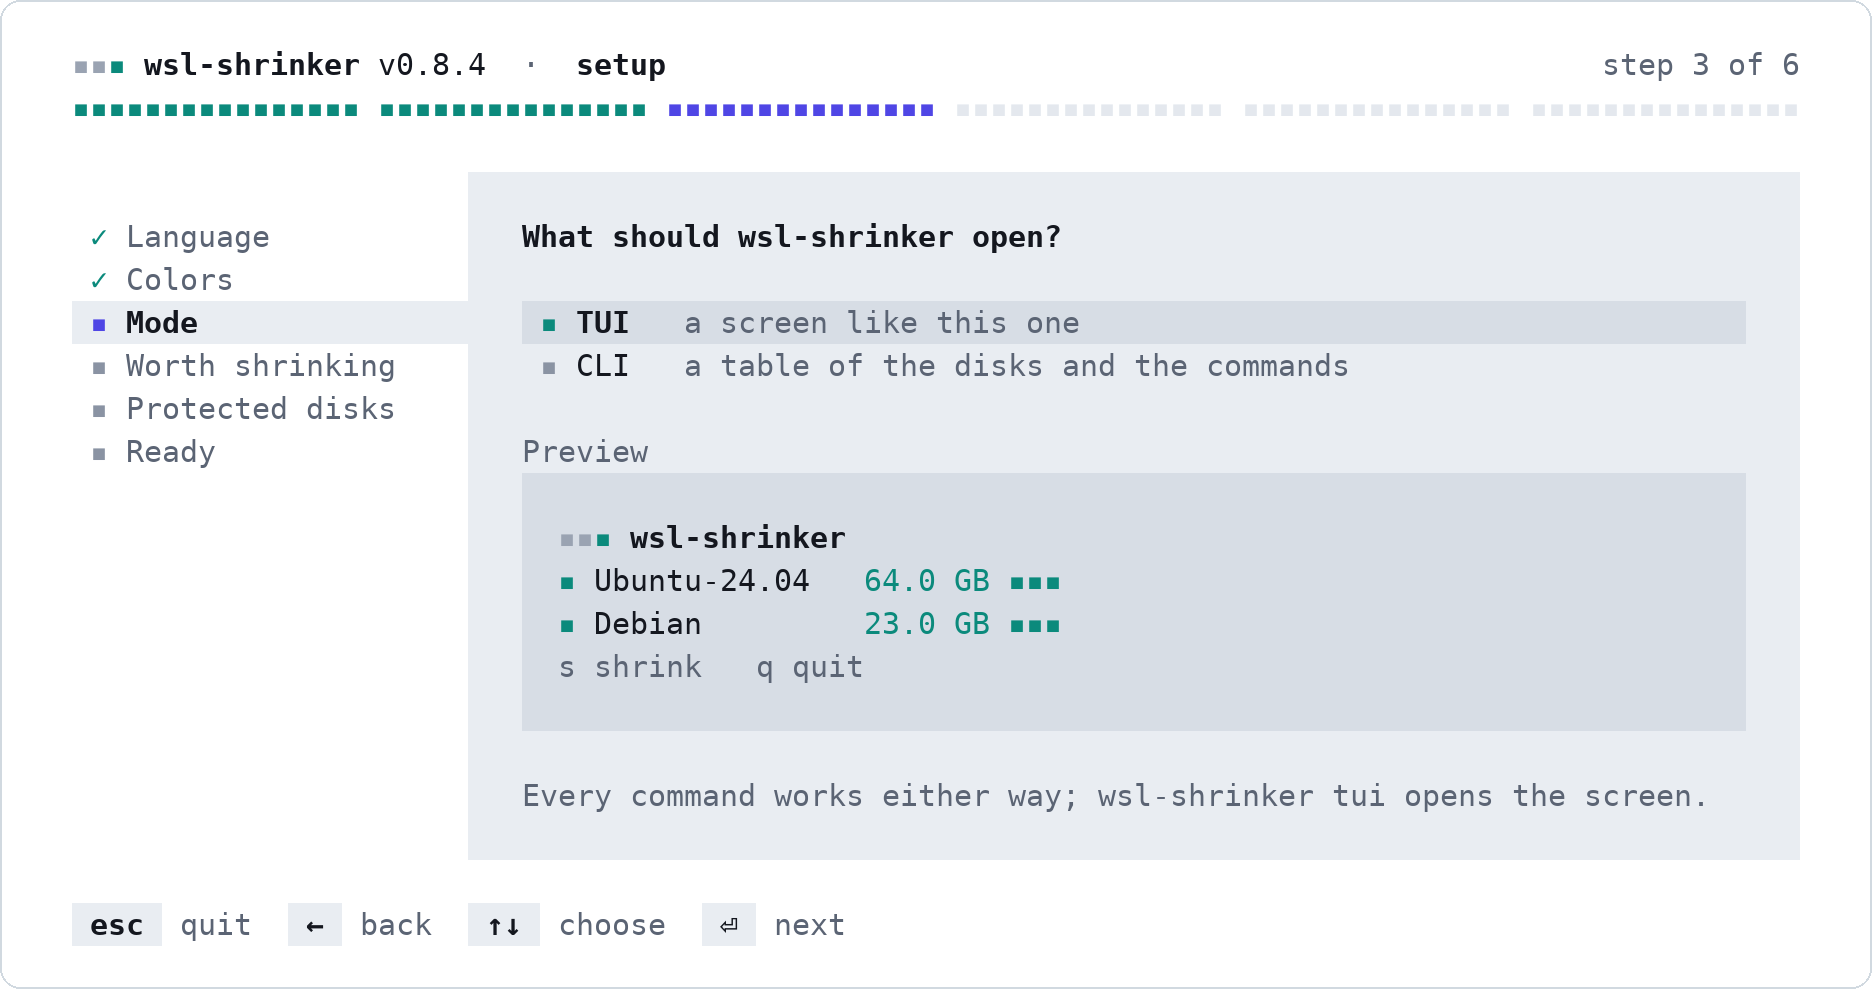 wsl-shrinker v0.8.4 · setup step 3 of 6
✓ Language
✓ Colors
Mode
Worth shrinking
Protected disks
Ready
What should wsl-shrinker open?
TUI a screen like this one
CLI a table of the disks and the commands
Preview
wsl-shrinker
Ubuntu-24.04 64.0 GB
Debian 23.0 GB
s shrink q quit
Every command works either way; wsl-shrinker tui opens the screen.
esc quit ← back ↑↓ choose ⏎ next